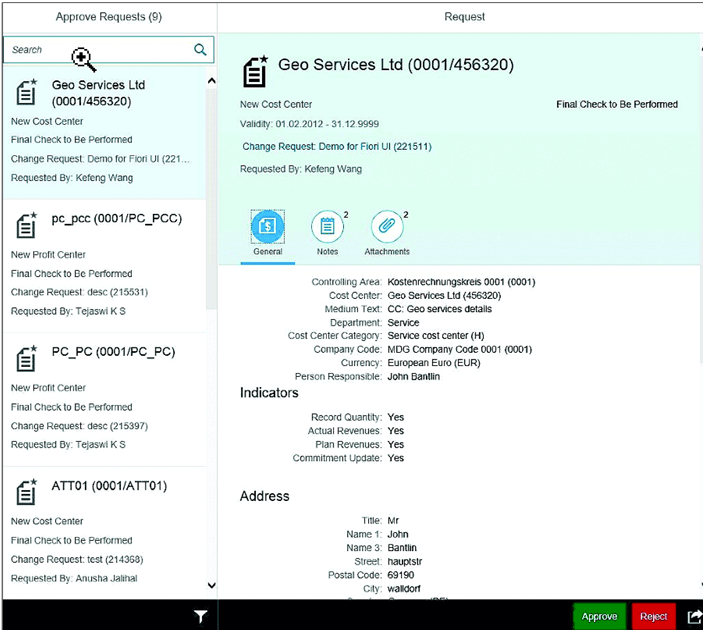 Approve Requests (9)
Search
Geo Services Ltd
(0001/456320)
New Cost Center
Final Check to Be Performed
Change Request: Demo for Fiori UI (221...
Requested By: Kefeng Wang
pc_pcc (0001/PC_PCC)
New Profit Center
Final Check to Be Performed
Change Request: desc (215531)
Requested By: Tejaswi K S
PC_PC (0001/PC_PC)
New Profit Center
Final Check to Be Performed
Change Request: desc (215397)
Requested By: Tejaswi K S
ATT01 (0001/ATT01)
New Cost Center
Final Check to Be Performed
Change Request: test (214368)
Requested By: Anusha Jalihal
Request
Geo Services Ltd (0001/456320)
New Cost Center Final Check to Be Performed
Validity: 01.02.2012 - 31.12.9999
Change Request: Demo for Fiori UI (221511)
Requested By: Kefeng Wang
2 2
General Notes Attachments
Controlling Area: Kostenrechnungskreis 0001 (0001)
Cost Center: Geo Services Ltd (456320)
Medium Text: CC: Geo services details
Department: Service
Cost Center Category: Service cost center (H)
Company Code: MDG Company Code 0001 (0001)
Currency: European Euro (EUR)
Person Responsible: John Bantlin
Indicators
Record Quantity: Yes
Actual Revenues: Yes
Plan Revenues: Yes
Commitment Update: Yes
Address
Title: Mr
Name 1: John
Name 3: Bantlin
Street: hauptstr
Postal Code: 69190
City: walldorf
Approve Reject